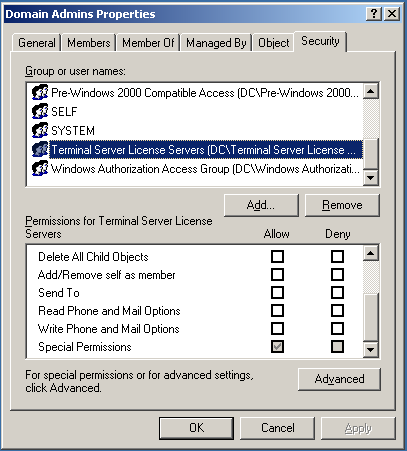 Domain Admins Properties
General Members Member Of Managed By Object Security
Group or user names:
Pre-Windows 2000 Compatible Access (DC\Pre-Windows 2000...
SELF
SYSTEM
Terminal Server License Servers (DC\Terminal Server License ...
Windows Authorization Access Group (DC\Windows Authorizati...
Add... Remove
Permissions for Terminal Server License
Servers Allow Deny
Delete All Child Objects
Add/Remove self as member
Send To
Read Phone and Mail Options
Write Phone and Mail Options
Special Permissions
For special permissions or for advanced settings,
click Advanced. Advanced
OK Cancel Apply